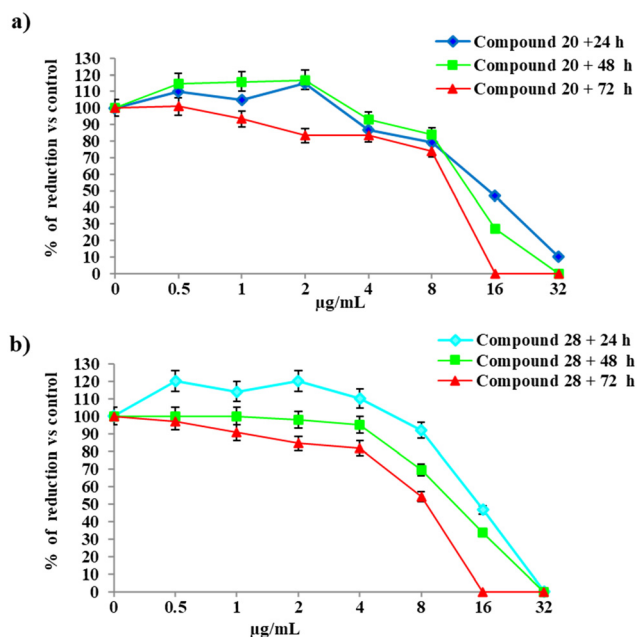 a)
Compound 20 +24 h
Compound 20 + 48 h
Compound 20 + 72 h
% of reduction vs control
130
120
110
100
90
80
70
60
50
40
30
20
10
0
0 0.5 1 2 4 8 16 32
µg/mL
b)
Compound 28 + 24 h
Compound 28 + 48 h
Compound 28 + 72 h
% of reduction vs control
130
120
110
100
90
80
70
60
50
40
30
20
10
0
0 0.5 1 2 4 8 16 32
µg/mL